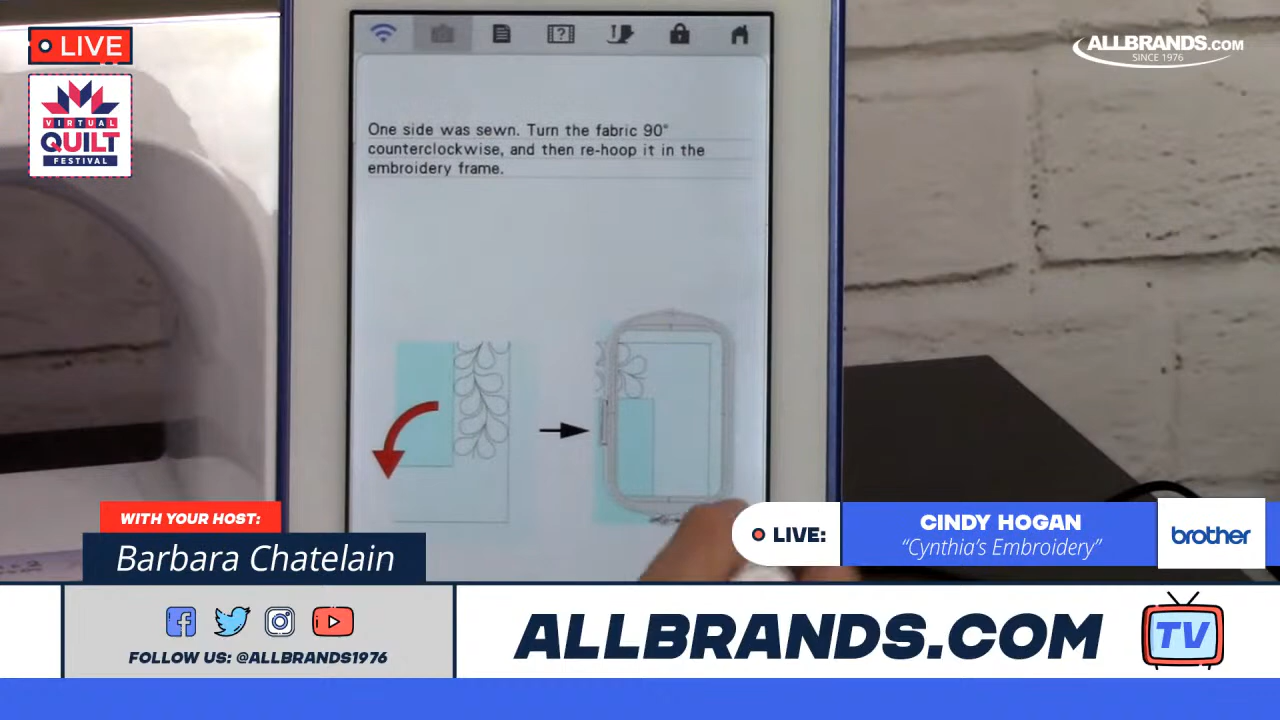 LIVE
VIRTUAL
QUILT
FESTIVAL
ALLBRANDS.COM
SINCE 1976
One side was sewn. Turn the fabric 90°
counterclockwise, and then re-hoop it in the
embroidery frame.
WITH YOUR HOST:
Barbara Chatelain
LIVE:
CINDY HOGAN
“Cynthia’s Embroidery”
brother
FOLLOW US: @ALLBRANDS1976
ALLBRANDS.COM
TV